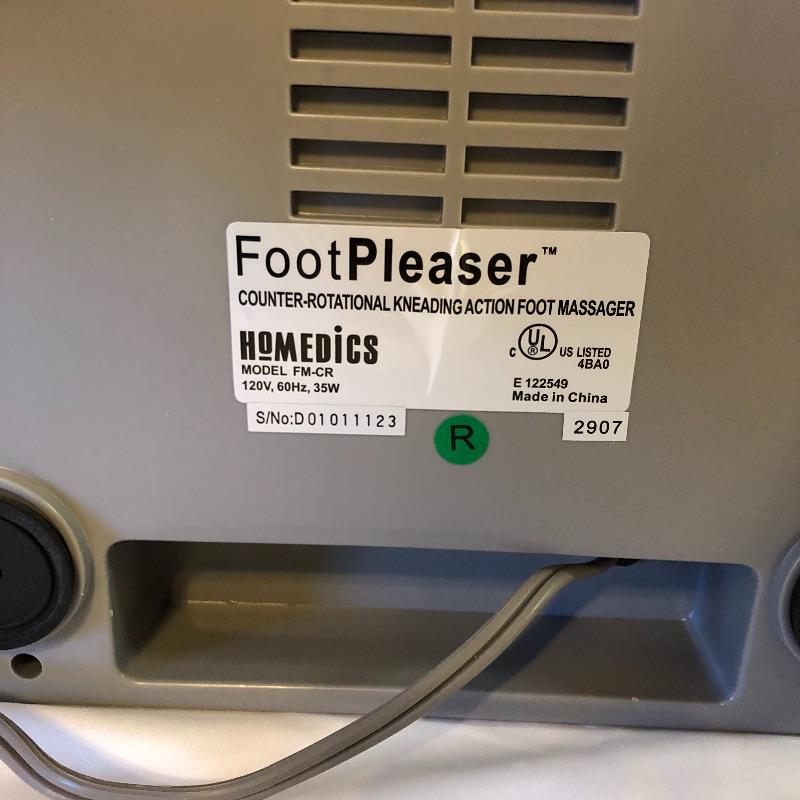 FootPleaser™
COUNTER-ROTATIONAL KNEADING ACTION FOOT MASSAGER
HOMEDICS
MODEL FM-CR
120V, 60Hz, 35W
C UL ® US LISTED
4BA0
E 122549
Made in China
S/No:D01011123
R
2907